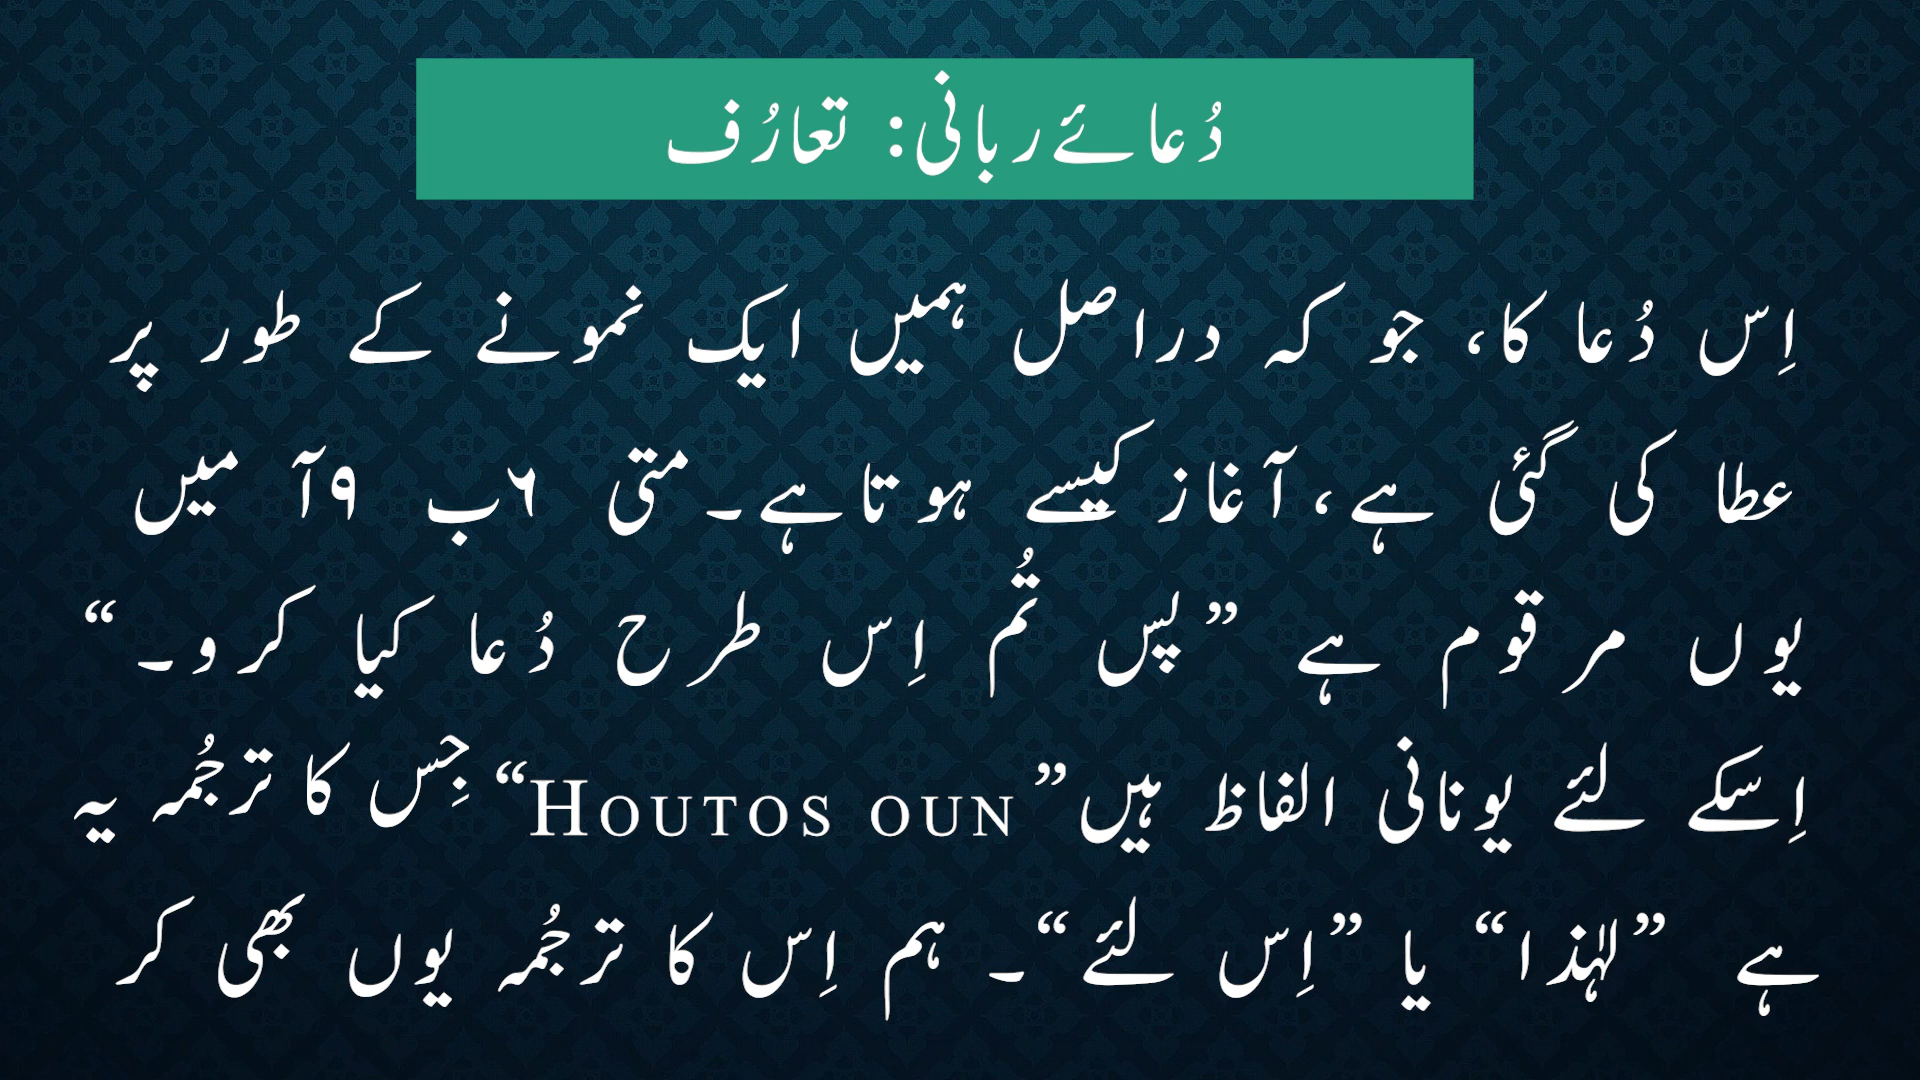 دُعائے ربانی: تعارُف
اِس دُعا کا، جو کہ دراصل ہمیں ایک نمونے کے طور پر
عطا کی گئی ہے، آغاز کیسے ہوتا ہے۔ متی ۶ب ۹آ میں
یوں مرقوم ہے ”پس تُم اِس طرح دُعا کیا کرو۔“
اِسکے لئے یونانی الفاظ ہیں ”Houtos oun“ جِس کا ترجُمہ یہ
ہے ”لہٰذا“ یا ”اِس لئے“۔ ہم اِس کا ترجُمہ یوں بھی کر